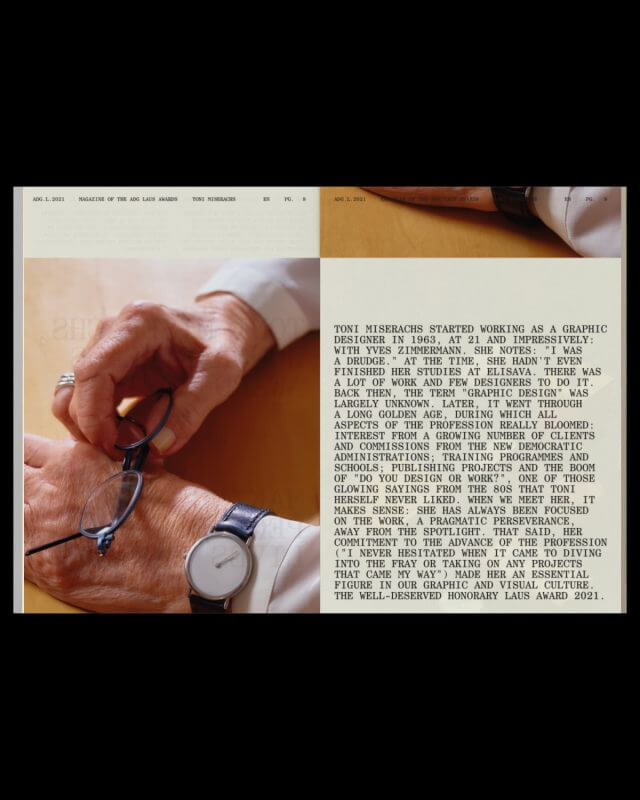 ADG.L.2021 MAGAZINE OF THE ADG LAUS AWARDS TONI MISERACHS EN PG. 8
ADG.L.2021 EN PG. 9
TONI MISERACHS STARTED WORKING AS A GRAPHIC
DESIGNER IN 1963, AT 21 AND IMPRESSIVELY:
WITH YVES ZIMMERMANN. SHE NOTES: "I WAS
A DRUDGE." AT THE TIME, SHE HADN'T EVEN
FINISHED HER STUDIES AT ELISAVA. THERE WAS
A LOT OF WORK AND FEW DESIGNERS TO DO IT.
BACK THEN, THE TERM "GRAPHIC DESIGN" WAS
LARGELY UNKNOWN. LATER, IT WENT THROUGH
A LONG GOLDEN AGE, DURING WHICH ALL
ASPECTS OF THE PROFESSION REALLY BLOOMED:
INTEREST FROM A GROWING NUMBER OF CLIENTS
AND COMMISSIONS FROM THE NEW DEMOCRATIC
ADMINISTRATIONS; TRAINING PROGRAMMES AND
SCHOOLS; PUBLISHING PROJECTS AND THE BOOM
OF "DO YOU DESIGN OR WORK?", ONE OF THOSE
GLOWING SAYINGS FROM THE 80S THAT TONI
HERSELF NEVER LIKED. WHEN WE MEET HER, IT
MAKES SENSE: SHE HAS ALWAYS BEEN FOCUSED
ON THE WORK, A PRAGMATIC PERSEVERANCE,
AWAY FROM THE SPOTLIGHT. THAT SAID, HER
COMMITMENT TO THE ADVANCE OF THE PROFESSION
("I NEVER HESITATED WHEN IT CAME TO DIVING
INTO THE FRAY OR TAKING ON ANY PROJECTS
THAT CAME MY WAY") MADE HER AN ESSENTIAL
FIGURE IN OUR GRAPHIC AND VISUAL CULTURE.
THE WELL-DESERVED HONORARY LAUS AWARD 2021.